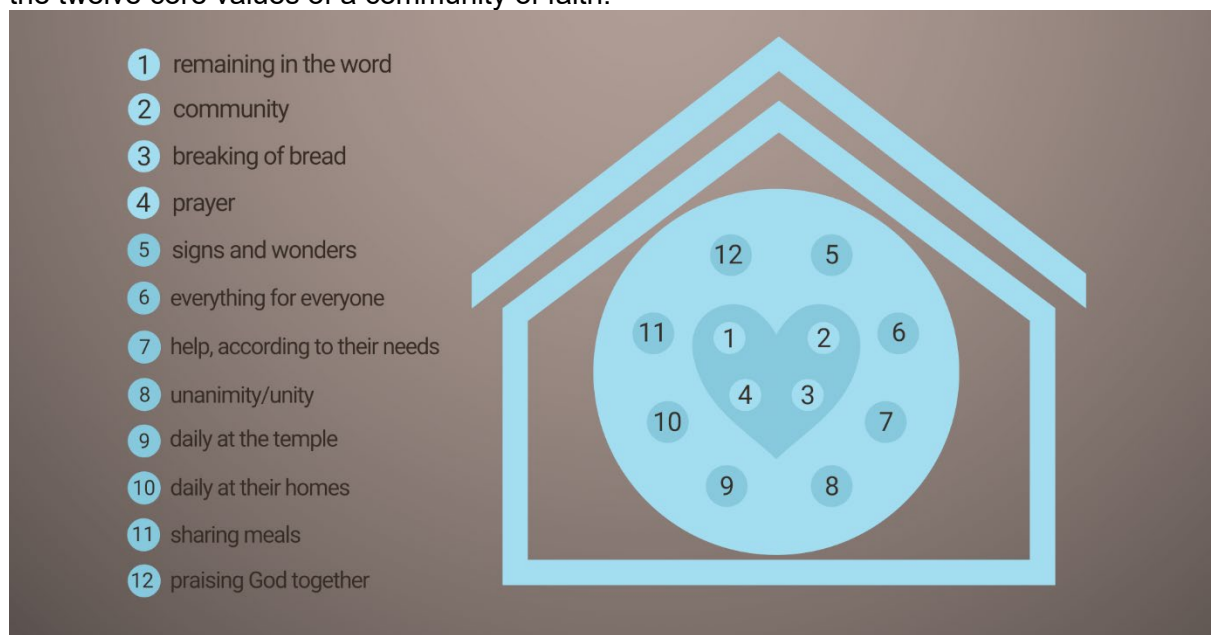 the twelve core values of a community of faith.
1 remaining in the word
2 community
3 breaking of bread
4 prayer
5 signs and wonders
6 everything for everyone
7 help, according to their needs
8 unanimity/unity
9 daily at the temple
10 daily at their homes
11 sharing meals
12 praising God together
12 5
11 1 2 6
4 3
10 7
9 8